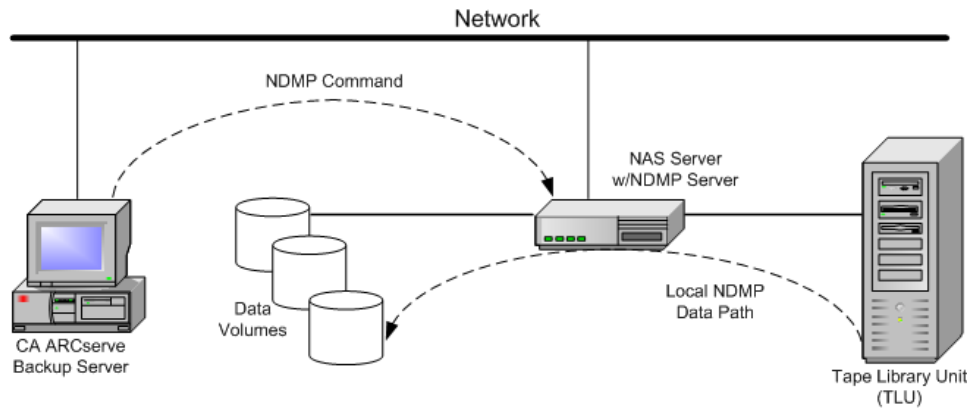 Network
NDMP Command
NAS Server
w/NDMP Server
Data
Volumes
Local NDMP
Data Path
CA ARCserve
Backup Server
Tape Library Unit
(TLU)